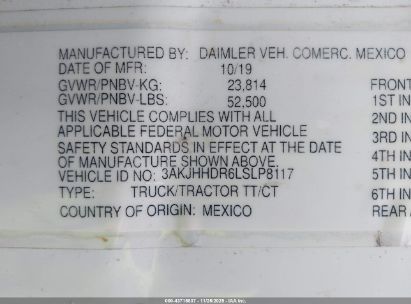 MANUFACTURED BY: DAIMLER VEH. COMERC. MEXICO
DATE OF MFR: 10/19
GVWR/PNBV-KG: 23,814
GVWR/PNBV-LBS: 52,500
THIS VEHICLE COMPLIES WITH ALL
APPLICABLE FEDERAL MOTOR VEHICLE
SAFETY STANDARDS IN EFFECT AT THE DATE
OF MANUFACTURE SHOWN ABOVE.
VEHICLE ID NO: 3AKJHHDR6LSLP8117
TYPE: TRUCK/TRACTOR TT/CT
COUNTRY OF ORIGIN: MEXICO
FRONT
1ST IN
2ND IN
3RD IN
4TH IN
5TH IN
6TH IN
REAR